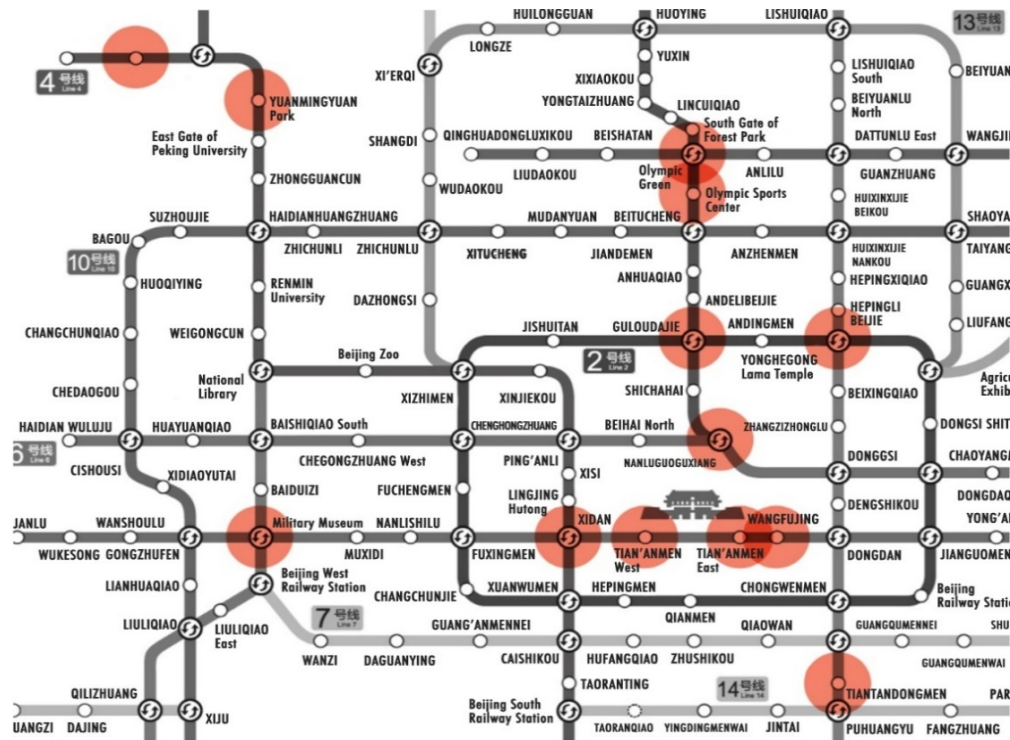 HUILONGGUAN
HUOYING
LISHUIQIAO
13号线
Line 13
LONGZE
YUXIN
4号线
Line 4
XI'ERQI
LISHUIQIAO
South
BEIYUAN
XIXIAOKOU
YUANMINGYUAN
Park
YONGTAIZHUANG
LINCUIQIAO
BEIYUANLU
North
South Gate of
Forest Park
East Gate of
Peking University
SHANGDI
QINGHUADONGLUXIKOU
BEISHATAN
DATTUNLU East
WANGJI
LIUDAOKOU
Olympic
Green
ANLILU
GUANZHUANG
ZHONGGUANCUN
WUDAOKOU
Olympic Sports
Center
HUIXINXIJIE
BEIKOU
SUZHOUJIE
HAIDIANHUANGZHUANG
MUDANYUAN
BEITUCHENG
SHAOYA
BAGOU
ZHICHUNLI
ZHICHUNLU
XITUCHENG
JIANDEMEN
ANZHENMEN
HUIXINXIJIE
NANKOU
TAIYANG
10号线
Line 10
HUOQIYING
RENMIN
University
ANHUAQIAO
HEPINGXIQIAO
GUANGX
DAZHONGSI
ANDELIBEIJIE
HEPINGLI
BEIJIE
CHANGCHUNQIAO
WEIGONGCUN
JISHUITAN
GULOUDAJIE
ANDINGMEN
LIUFANG
Beijing Zoo
2号线
Line 2
YONGHEGONG
Lama Temple
National
Library
CHEDAOGOU
XIZHIMEN
XINJIEKOU
SHICHAHAI
BEIXINGQIAO
Agricu
Exhibi
HAIDIAN WULUJU
HUAYUANQIAO
BAISHIQIAO South
CHENGHONGZHUANG
BEIHAI North
ZHANGZIZHONGLU
DONGSI SHIT
6号线
Line 6
CISHOUSI
CHEGONGZHUANG West
PING'ANLI
NANLUGUOGUXIANG
DONGGSI
CHAOYANGM
XIDIAOYUTAI
XISI
BAIDUIZI
FUCHENGMEN
LINGJING
Hutong
DENGSHIKOU
DONGDAQ
JANLU
WANSHOULU
Military Museum
NANLISHILU
XIDAN
WANGFUJING
YONG'A
WUKESONG
GONGZHUFEN
MUXIDI
FUXINGMEN
TIAN'ANMEN
West
TIAN'ANMEN
East
DONGDAN
JIANGUOMEN
LIANHUAQIAO
Beijing West
Railway Station
CHANGCHUNJIE
XUANWUMEN
HEPINGMEN
CHONGWENMEN
Beijing
Railway Statio
QIANMEN
LIULIQIAO
LIULIQIAO
East
7号线
Line 7
GUANG'ANMENNEI
QIAOWAN
GUANGQUMENNEI
SHU
WANZI
DAGUANYING
CAISHIKOU
HUFANGQIAO
ZHUSHIKOU
GUANGQUMENWAI
TAORANTING
QILIZHUANG
14号线
Line 14
TIANTANDONGMEN
PAR
UANGZI
DAJING
XIJU
Beijing South
Railway Station
TAORANQIAO
YINGDINGMENWAI
JINTAI
PUHUANGYU
FANGZHUANG